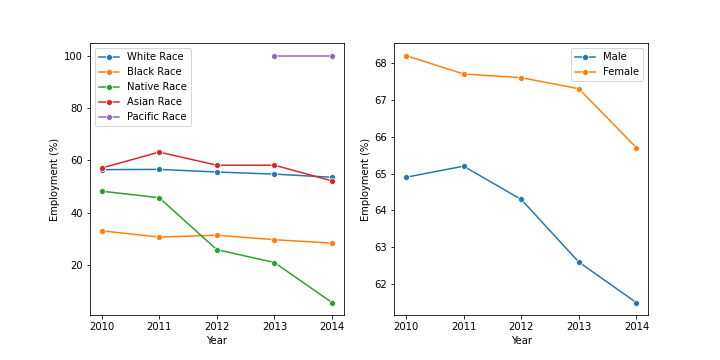 White Race
Black Race
Native Race
Asian Race
Pacific Race
100
80
60
40
20
Employment (%)
2010 2011 2012 2013 2014
Year
Male
Female
68
67
66
65
64
63
62
Employment (%)
2010 2011 2012 2013 2014
Year